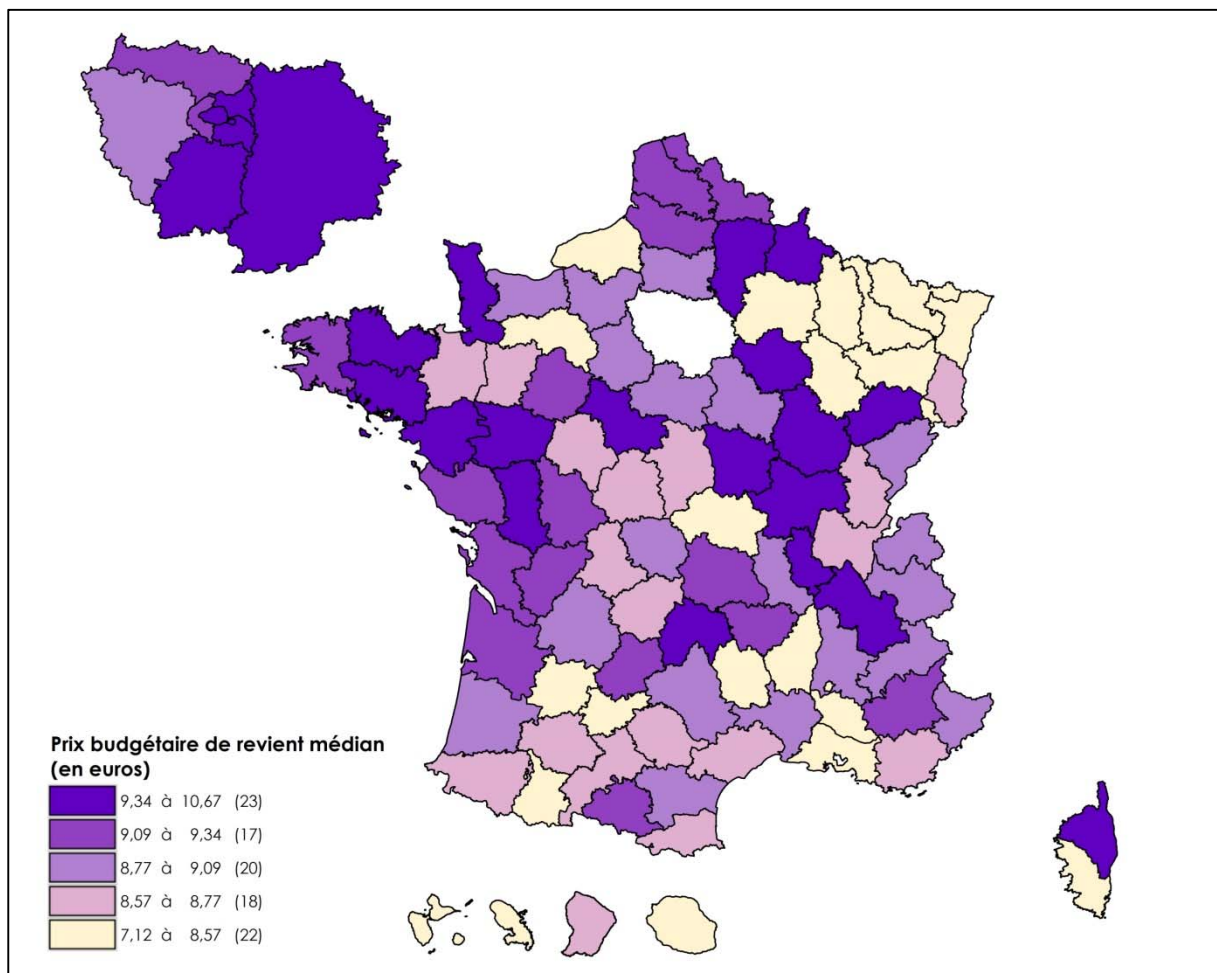 Prix budgétaire de revient médian
(en euros)
9,34 à 10,67 (23)
9,09 à 9,34 (17)
8,77 à 9,09 (20)
8,57 à 8,77 (18)
7,12 à 8,57 (22)